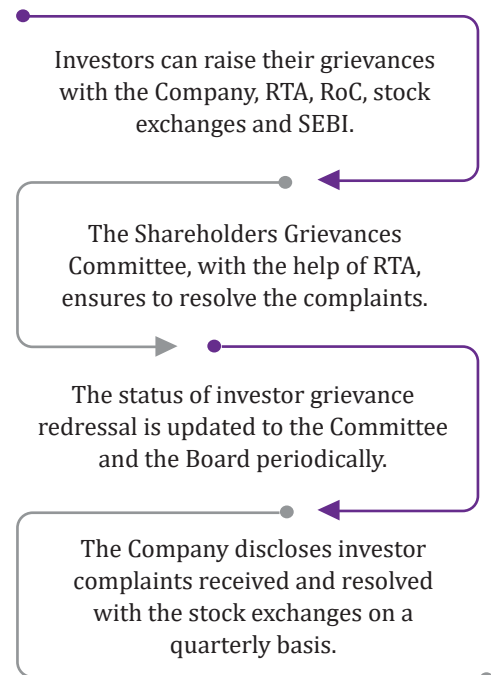 Investors can raise their grievances
with the Company, RTA, RoC, stock
exchanges and SEBI.
The Shareholders Grievances
Committee, with the help of RTA,
ensures to resolve the complaints.
The status of investor grievance
redressal is updated to the Committee
and the Board periodically.
The Company discloses investor
complaints received and resolved
with the stock exchanges on a
quarterly basis.